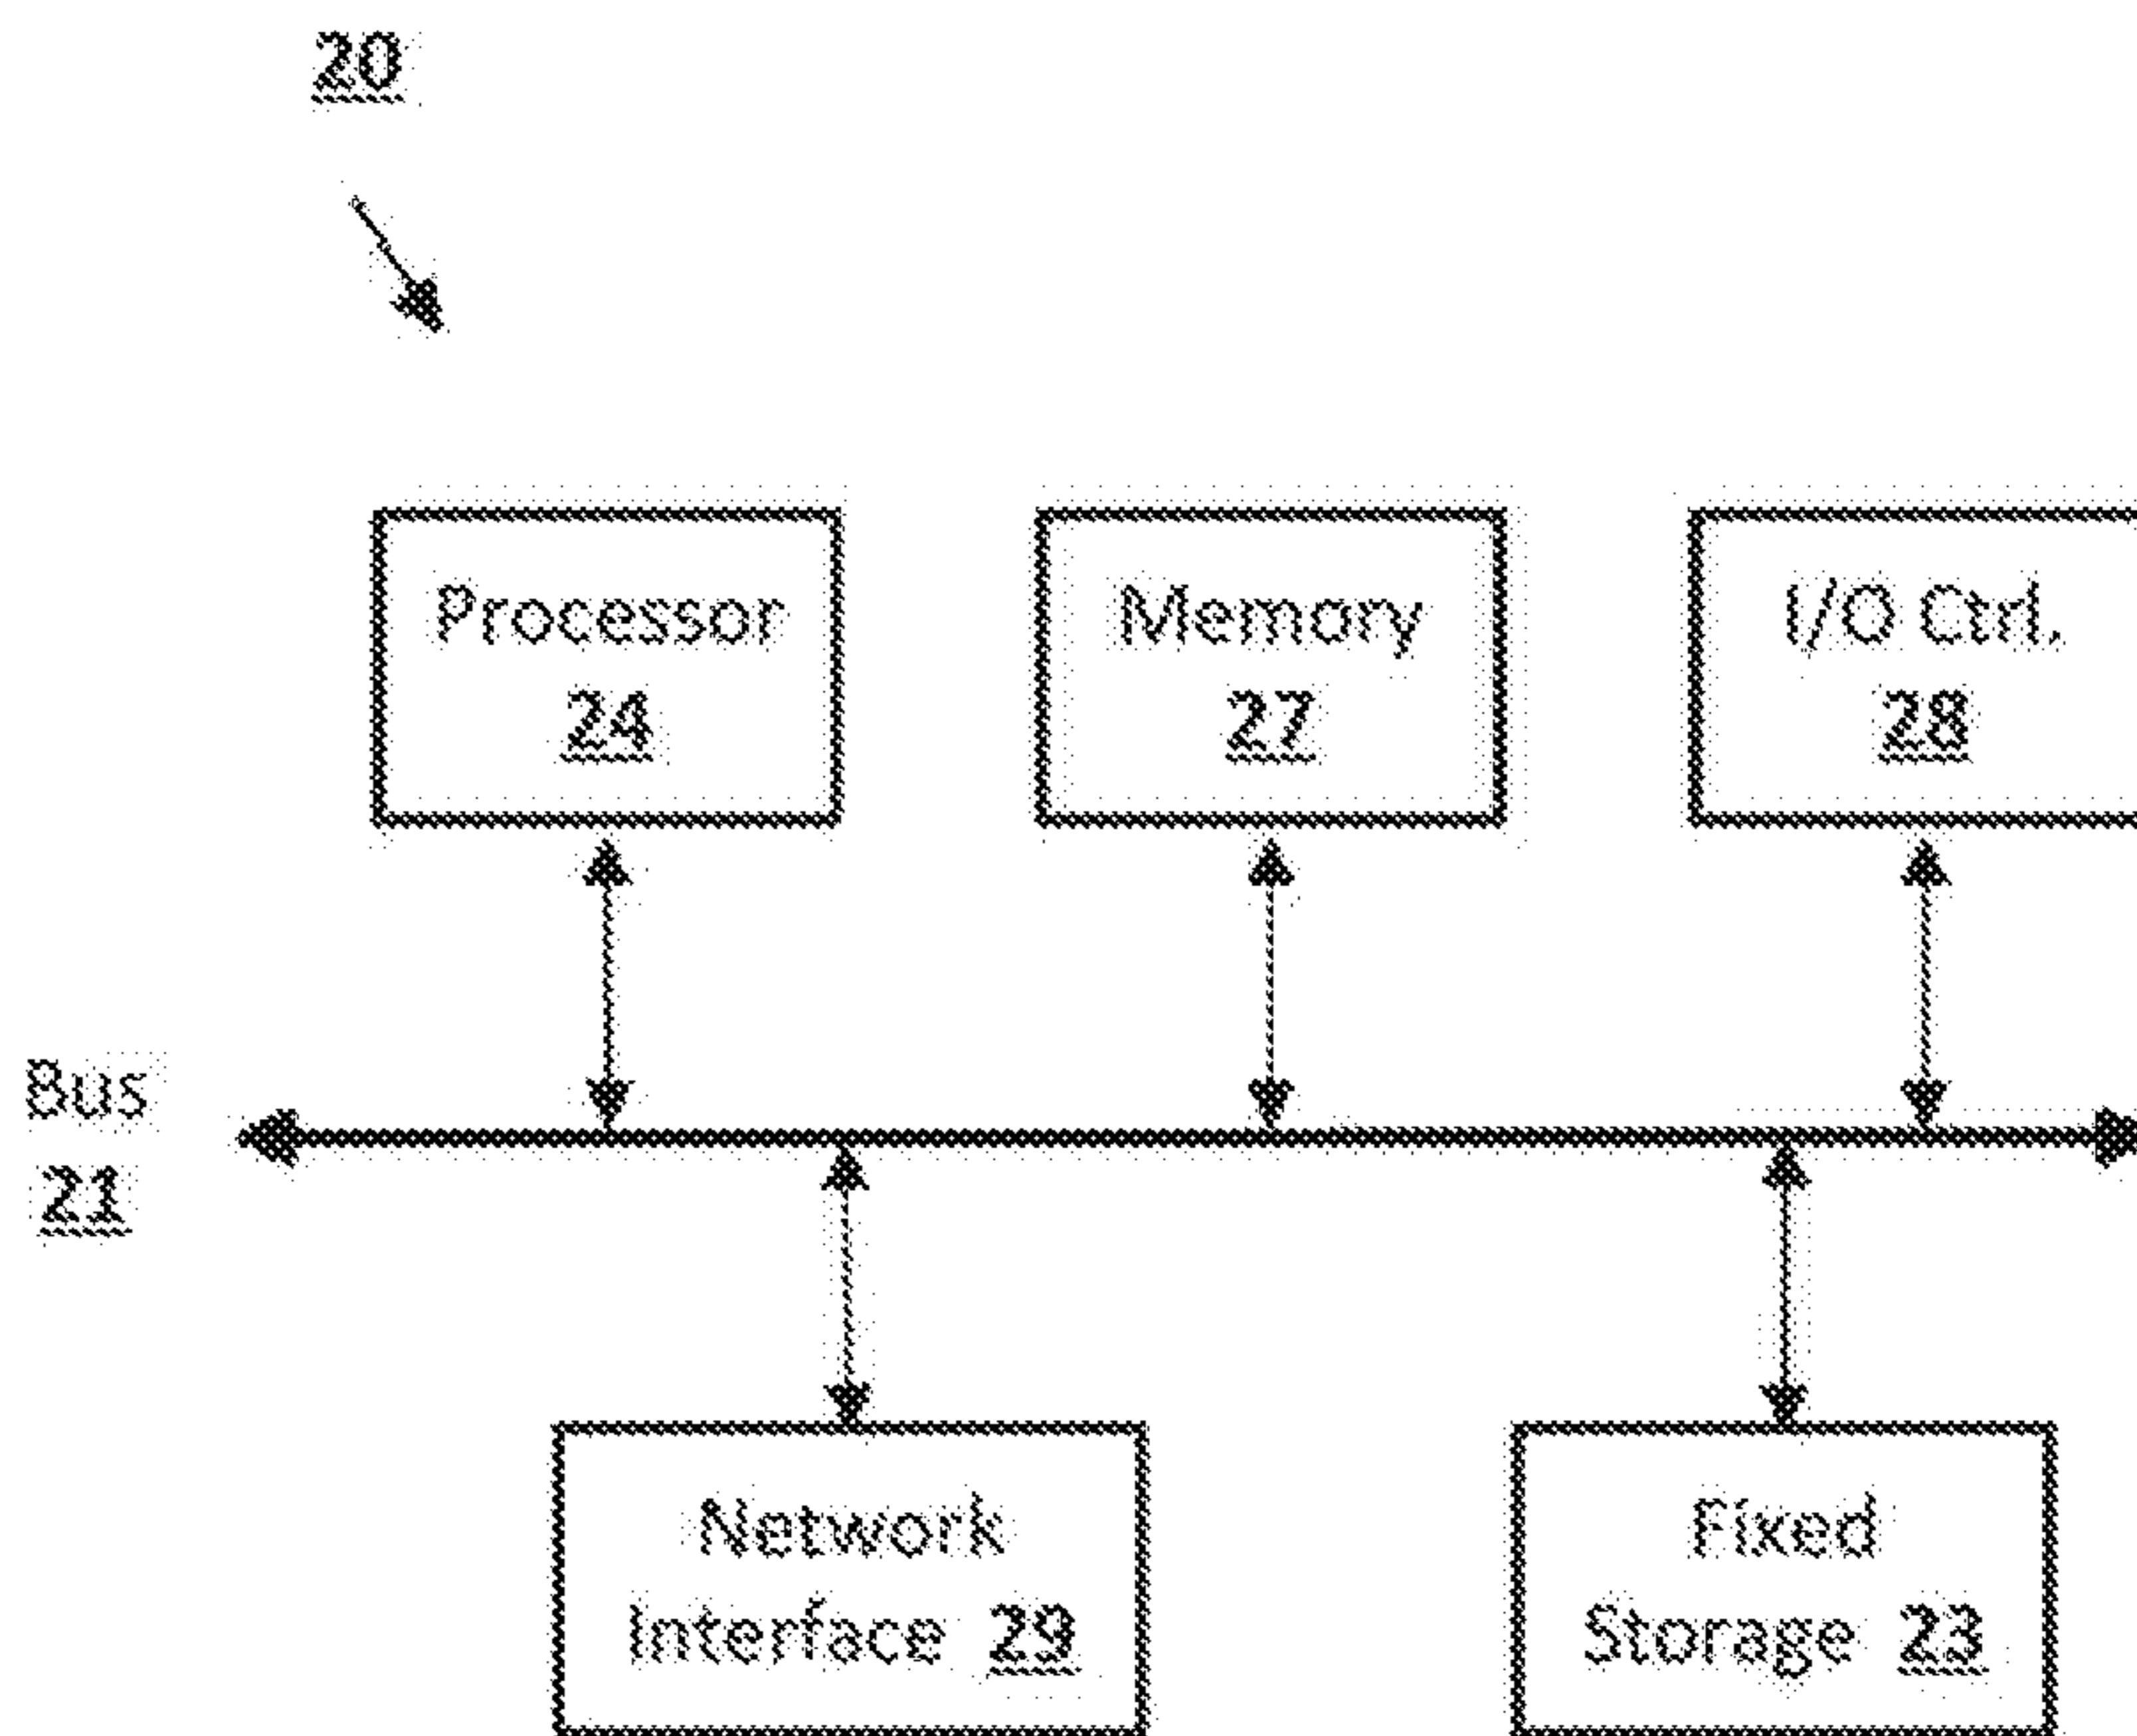 20
Processor
24
Memory
27
I/O Ctrl.
28
Bus
21
Network
Interface 29
Fixed
Storage 23